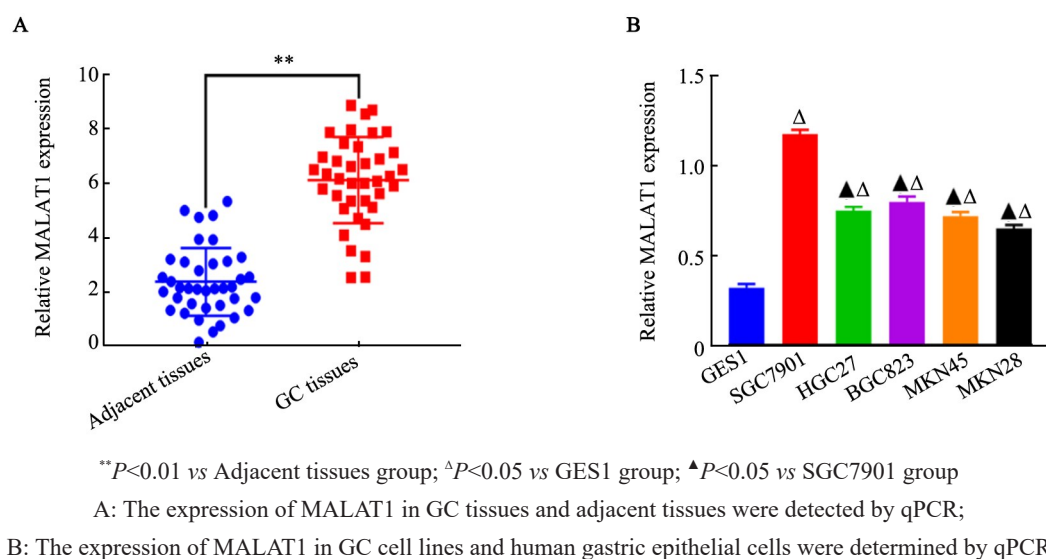 A
**
10
8
6
4
2
0
Relative MALAT1 expression
Adjacent tissues
GC tissues
B
1.5
1.0
0.5
0
Relative MALAT1 expression
Δ
▲Δ
▲Δ
▲Δ
▲Δ
GES1
SGC7901
HGC27
BGC823
MKN45
MKN28
**P<0.01 vs Adjacent tissues group; ΔP<0.05 vs GES1 group; ▲P<0.05 vs SGC7901 group
A: The expression of MALAT1 in GC tissues and adjacent tissues were detected by qPCR;
B: The expression of MALAT1 in GC cell lines and human gastric epithelial cells were determined by qPCR